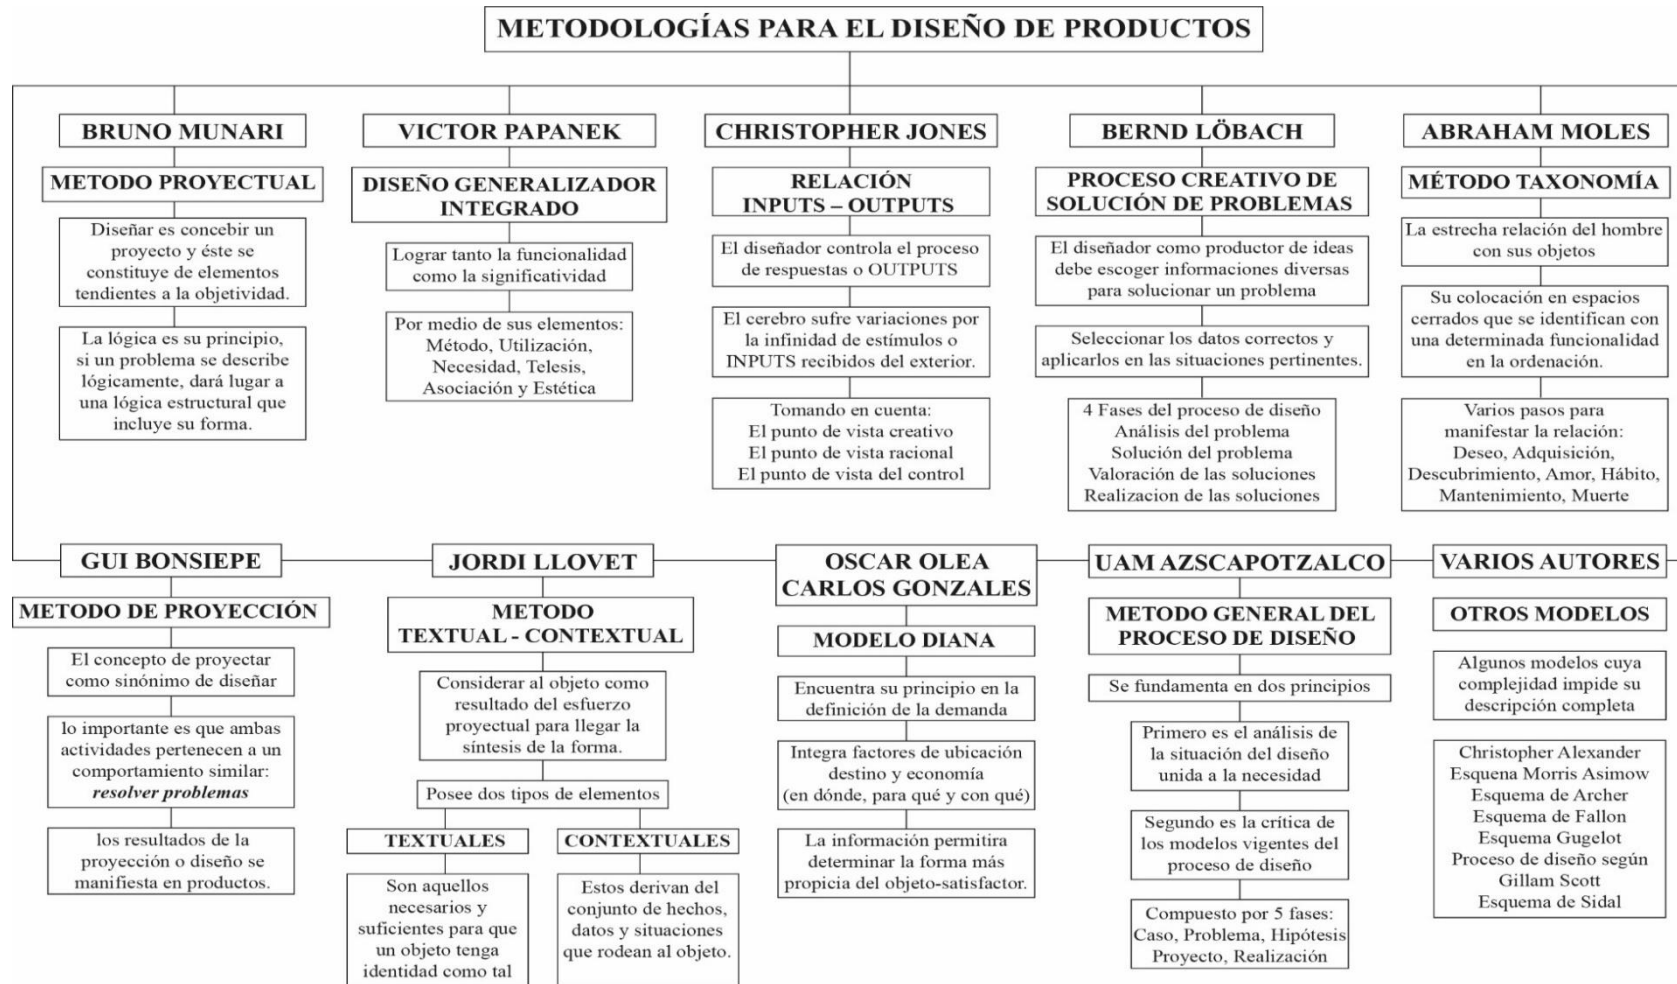 METODOLOGÍAS PARA EL DISEÑO DE PRODUCTOS
BRUNO MUNARI
METODO PROYECTUAL
Diseñar es concebir un
proyecto y éste se
constituye de elementos
tendientes a la objetividad.
La lógica es su principio,
si un problema se describe
lógicamente, dará lugar a
una lógica estructural que
incluye su forma.
VICTOR PAPANEK
DISEÑO GENERALIZADOR
INTEGRADO
Lograr tanto la funcionalidad
como la significatividad
Por medio de sus elementos:
Método, Utilización,
Necesidad, Telesis,
Asociación y Estética
CHRISTOPHER JONES
RELACIÓN
INPUTS – OUTPUTS
El diseñador controla el proceso
de respuestas o OUTPUTS
El cerebro sufre variaciones por
la infinidad de estímulos o
INPUTS recibidos del exterior.
Tomando en cuenta:
El punto de vista creativo
El punto de vista racional
El punto de vista del control
BERND LÖBACH
PROCESO CREATIVO DE
SOLUCIÓN DE PROBLEMAS
El diseñador como productor de ideas
debe escoger informaciones diversas
para solucionar un problema
Seleccionar los datos correctos y
aplicarlos en las situaciones pertinentes.
4 Fases del proceso de diseño
Análisis del problema
Solución del problema
Valoración de las soluciones
Realizacion de las soluciones
ABRAHAM MOLES
MÉTODO TAXONOMÍA
La estrecha relación del hombre
con sus objetos
Su colocación en espacios
cerrados que se identifican con
una determinada funcionalidad
en la ordenación.
Varios pasos para
manifestar la relación:
Deseo, Adquisición,
Descubrimiento, Amor, Hábito,
Mantenimiento, Muerte
GUI BONSIEPE
METODO DE PROYECCIÓN
El concepto de proyectar
como sinónimo de diseñar
lo importante es que ambas
actividades pertenecen a un
comportamiento similar:
resolver problemas
los resultados de la
proyección o diseño se
manifiesta en productos.
JORDI LLOVET
METODO
TEXTUAL - CONTEXTUAL
Considerar al objeto como
resultado del esfuerzo
proyectual para llegar la
síntesis de la forma.
Posee dos tipos de elementos
TEXTUALES
Son aquellos
necesarios y
suficientes para que
un objeto tenga
identidad como tal
CONTEXTUALES
Estos derivan del
conjunto de hechos,
datos y situaciones
que rodean al objeto.
OSCAR OLEA
CARLOS GONZALES
MODELO DIANA
Encuentra su principio en la
definición de la demanda
Integra factores de ubicación
destino y economía
(en dónde, para qué y con qué)
La información permitira
determinar la forma más
propicia del objeto-satisfactor.
UAM AZSCAPOTZALCO
METODO GENERAL DEL
PROCESO DE DISEÑO
Se fundamenta en dos principios
Primero es el análisis de
la situación del diseño
unida a la necesidad
Segundo es la crítica de
los modelos vigentes del
proceso de diseño
Compuesto por 5 fases:
Caso, Problema, Hipótesis
Proyecto, Realización
VARIOS AUTORES
OTROS MODELOS
Algunos modelos cuya
complejidad impide su
descripción completa
Christopher Alexander
Esquena Morris Asimow
Esquema de Archer
Esquema de Fallon
Esquema Gugelot
Proceso de diseño según
Gillam Scott
Esquema de Sidal